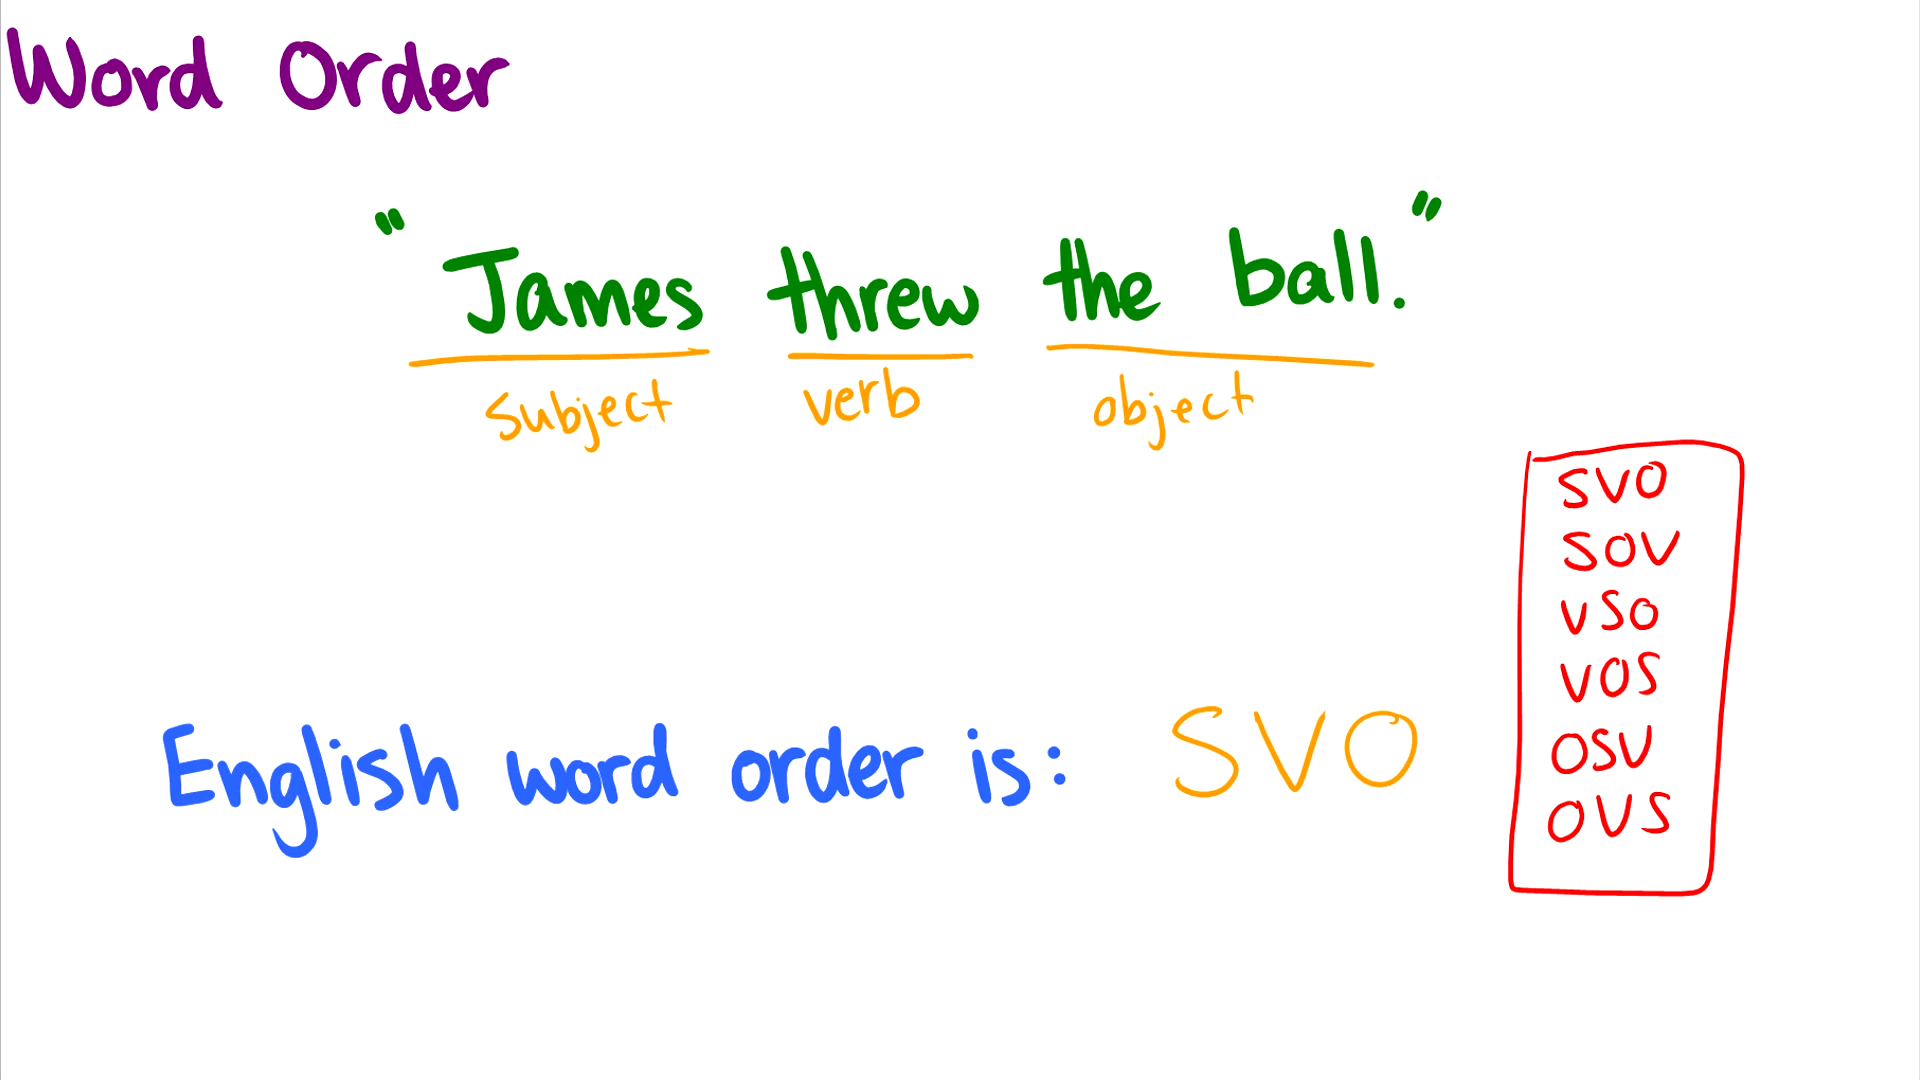 Word Order
"James threw the ball."
subject verb object
SVO
SOV
VSO
VOS
OSV
OVS
English word order is: SVO